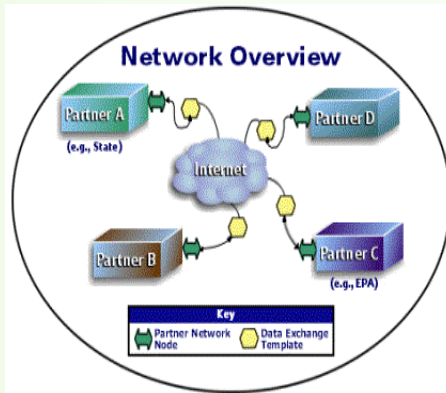 Network Overview
Partner A
(e.g., State)
Partner D
Internet
Partner B
Partner C
(e.g., EPA)
Key
Partner Network
Node
Data Exchange
Template